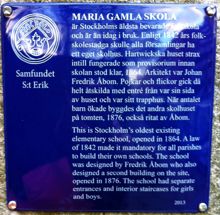 MARIA GAMLA SKOLA
är Stockholms äldsta bevarade skola
och är än idag i bruk. Enligt 1842 års folk-
skolestadga skulle alla församlingar ha
ett eget skolhus. Hartwickska huset strax
intill fungerade som provisorium innan
skolan stod klar, 1864. Arkitekt var Johan
Fredrik Åbom. Pojkar och flickor gick då
helt åtskilda med entré från var sin sida
av huset och var sitt trapphus. När antalet
barn ökade byggdes det andra skolhuset
på tomten, 1876, också ritat av Åbom.
This is Stockholm's oldest existing
elementary school, opened in 1864. A law
of 1842 made it mandatory for all parishes
to build their own schools. The school
was designed by Fredrik Åbom who also
designed a second building on the site,
opened in 1876. The school had separate
entrances and interior staircases for girls
and boys.
2013
Samfundet
S:t Erik